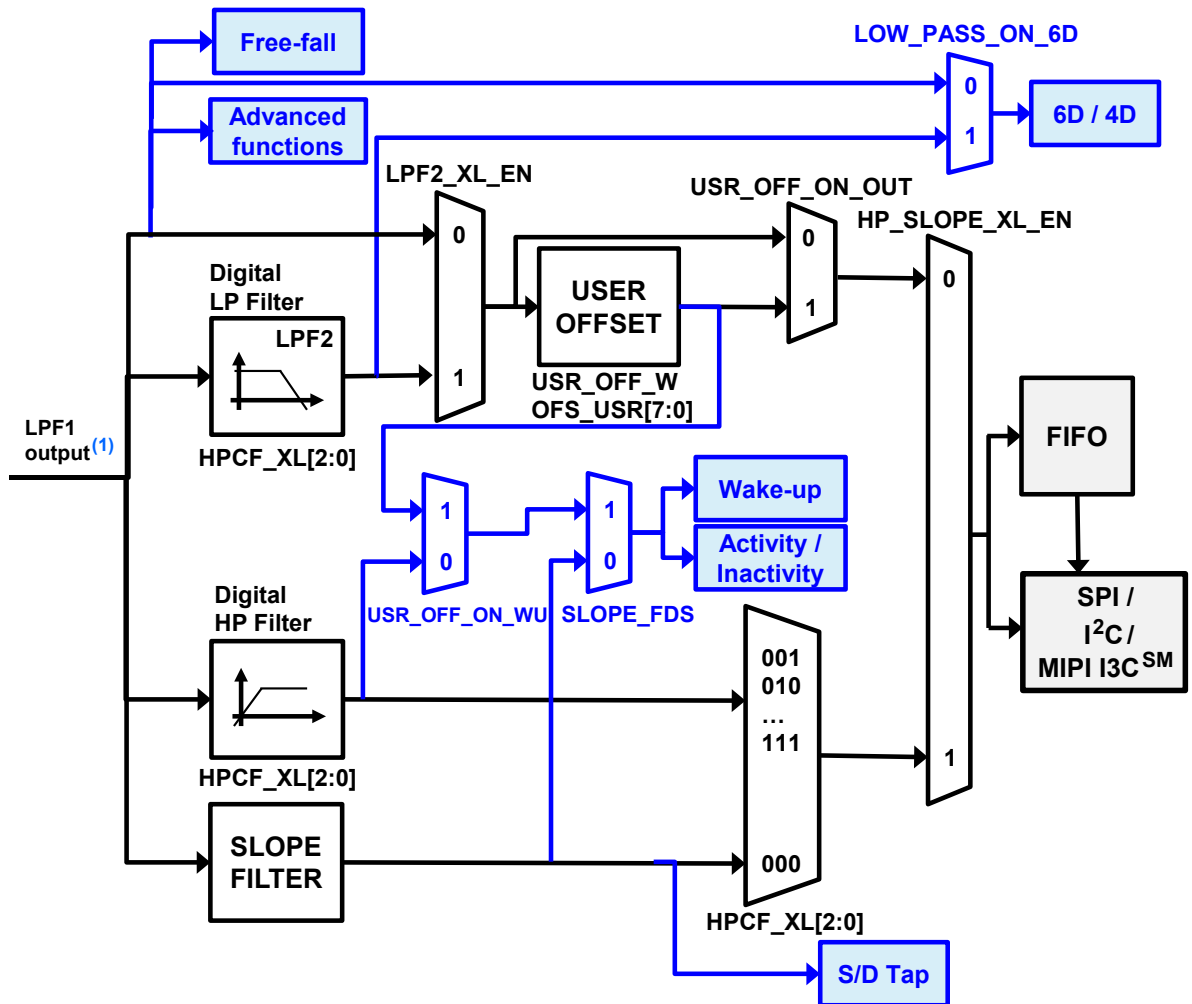 Free-fall
LOW_PASS_ON_6D
0
1
6D / 4D
Advanced
functions
LPF2_XL_EN
0
1
USR_OFF_ON_OUT
0
1
HP_SLOPE_XL_EN
0
1
Digital
LP Filter
LPF2
HPCF_XL[2:0]
USER
OFFSET
USR_OFF_W
OFS_USR[7:0]
LPF1
output(1)
FIFO
Wake-up
1
0
1
0
Activity /
Inactivity
USR_OFF_ON_WU
SLOPE_FDS
SPI /
I²C /
MIPI I3C℠
Digital
HP Filter
HPCF_XL[2:0]
001
010
...
111
000
HPCF_XL[2:0]
SLOPE
FILTER
S/D Tap